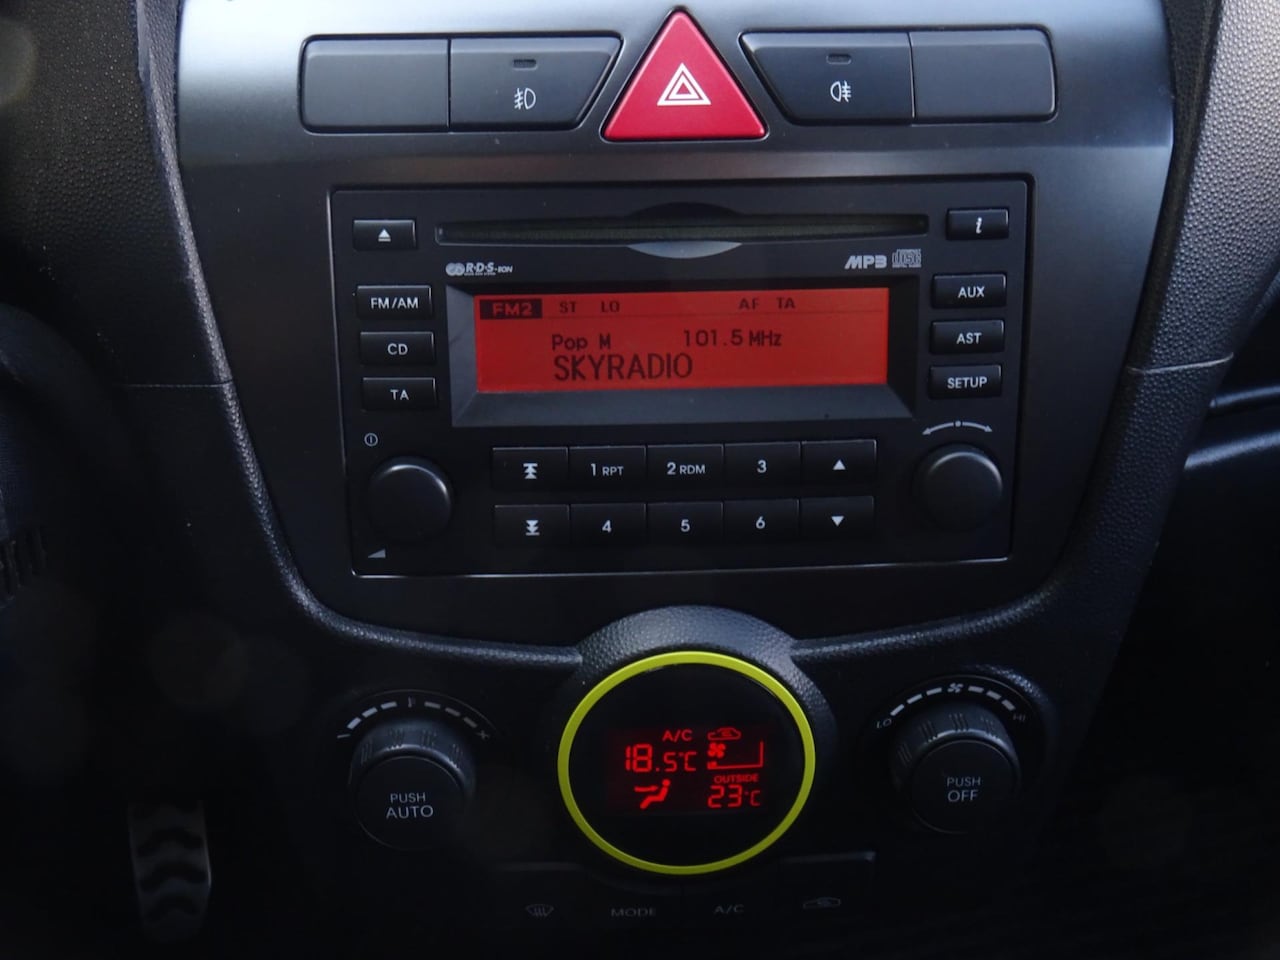 R·D·S-EON
MP3
i
FM/AM
CD
TA
FM2 ST LO AF TA
Pop M 101.5 MHz
SKYRADIO
AUX
AST
SETUP
1 RPT 2 RDM 3
4 5 6
LO HI
A/C
18.5°C
OUTSIDE
23°C
PUSH
AUTO
PUSH
OFF
MODE A/C